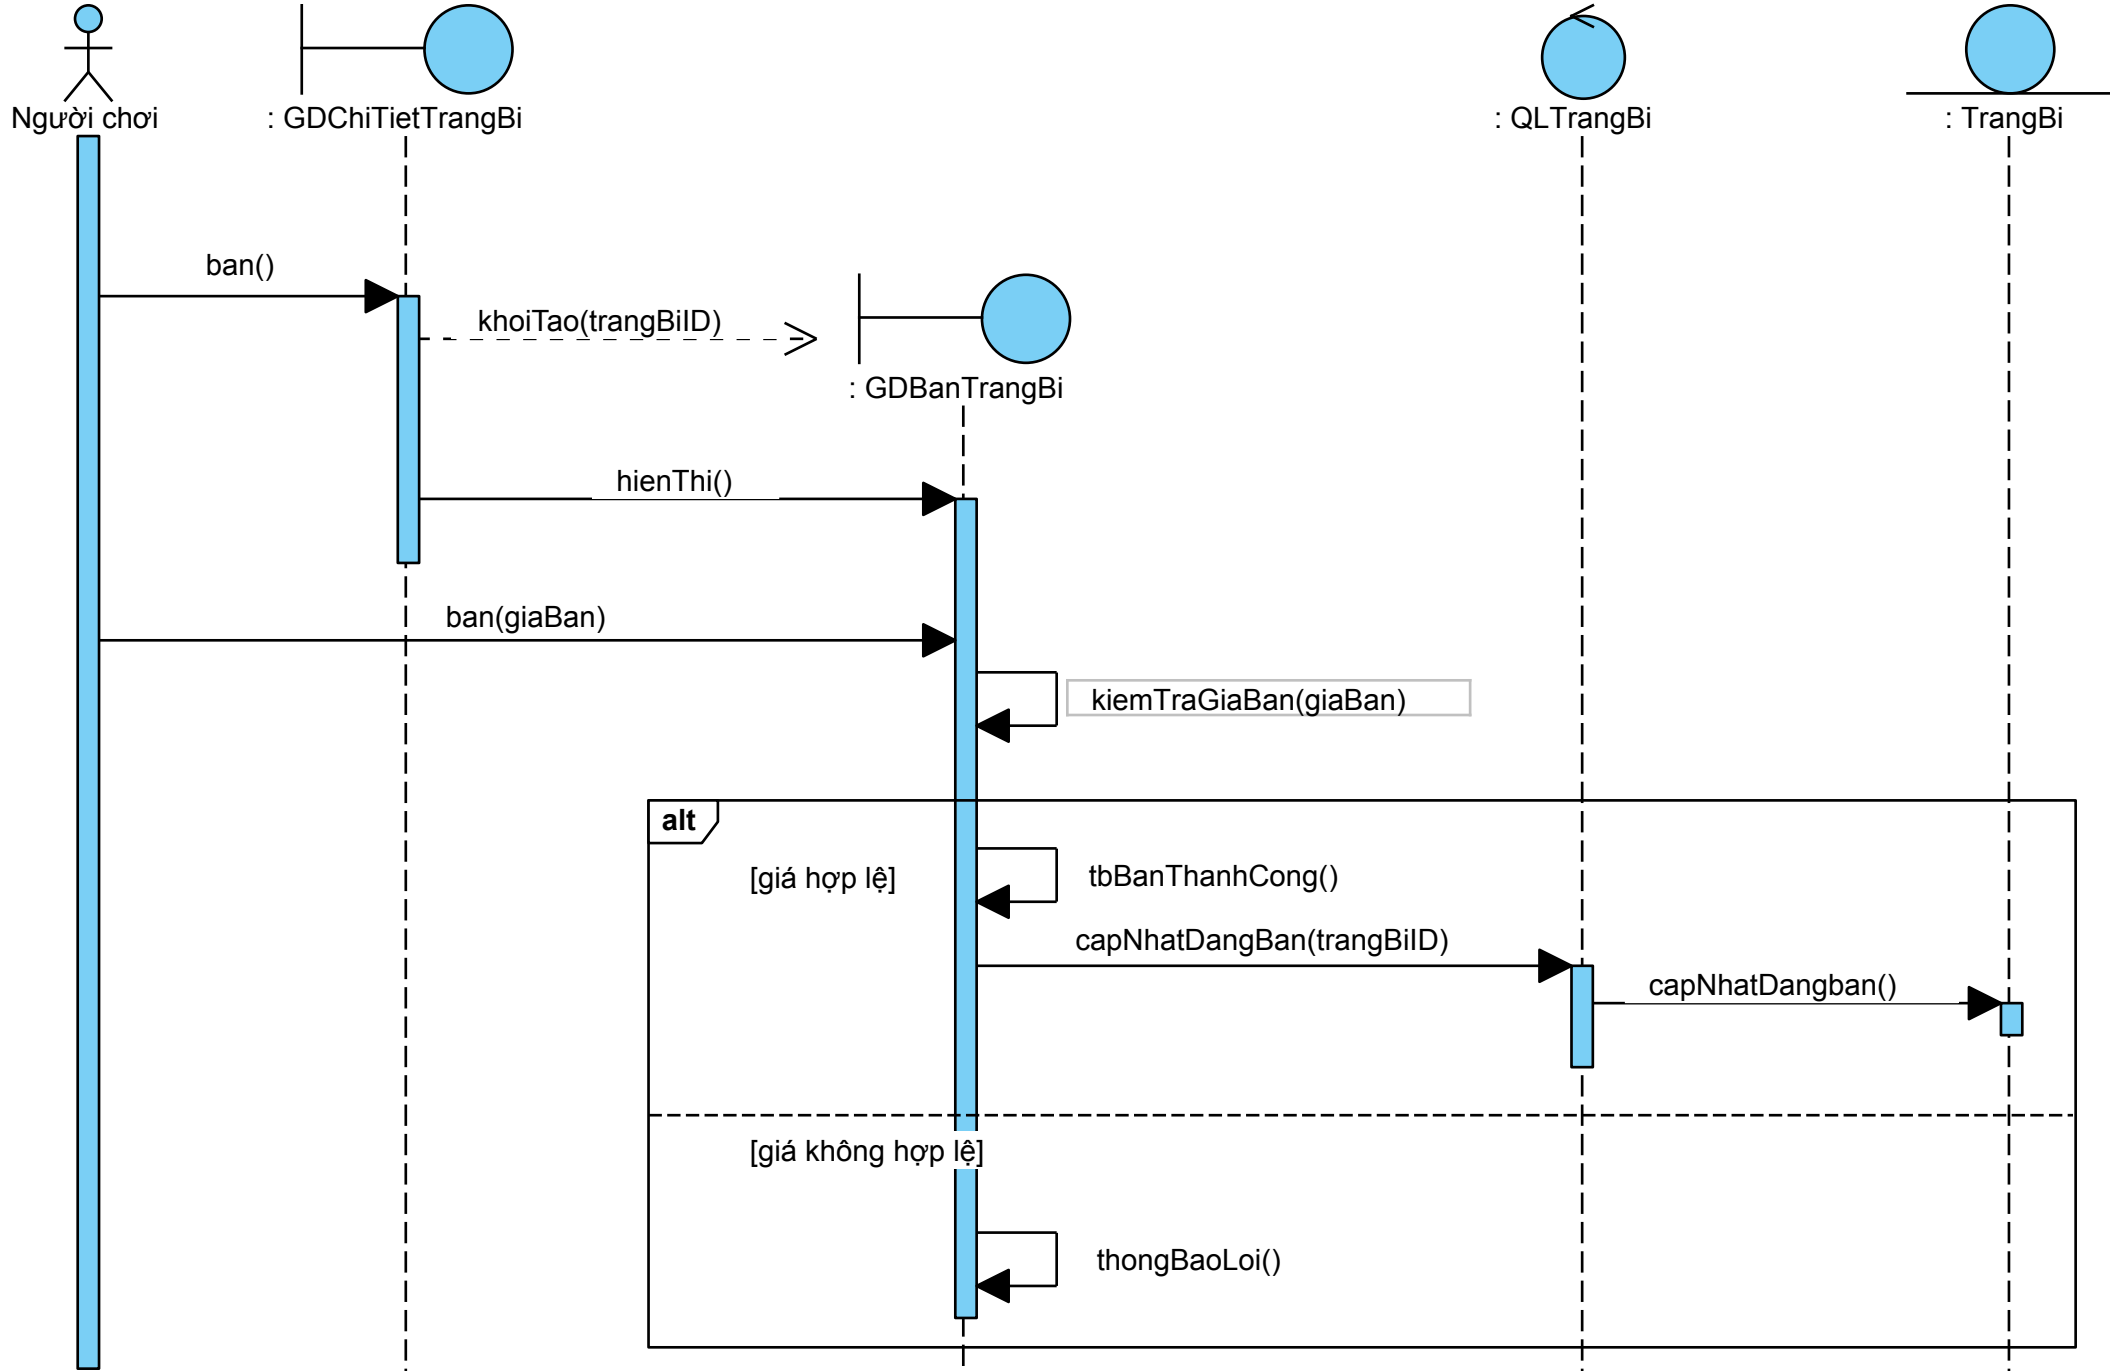 Người chơi
: GDChiTietTrangBi
: QLTrangBi
: TrangBi
ban()
khoiTao(trangBiID)
: GDBanTrangBi
hienThi()
ban(giaBan)
kiemTraGiaBan(giaBan)
alt
[giá hợp lệ]
tbBanThanhCong()
capNhatDangBan(trangBiID)
capNhatDangban()
[giá không hợp lệ]
thongBaoLoi()